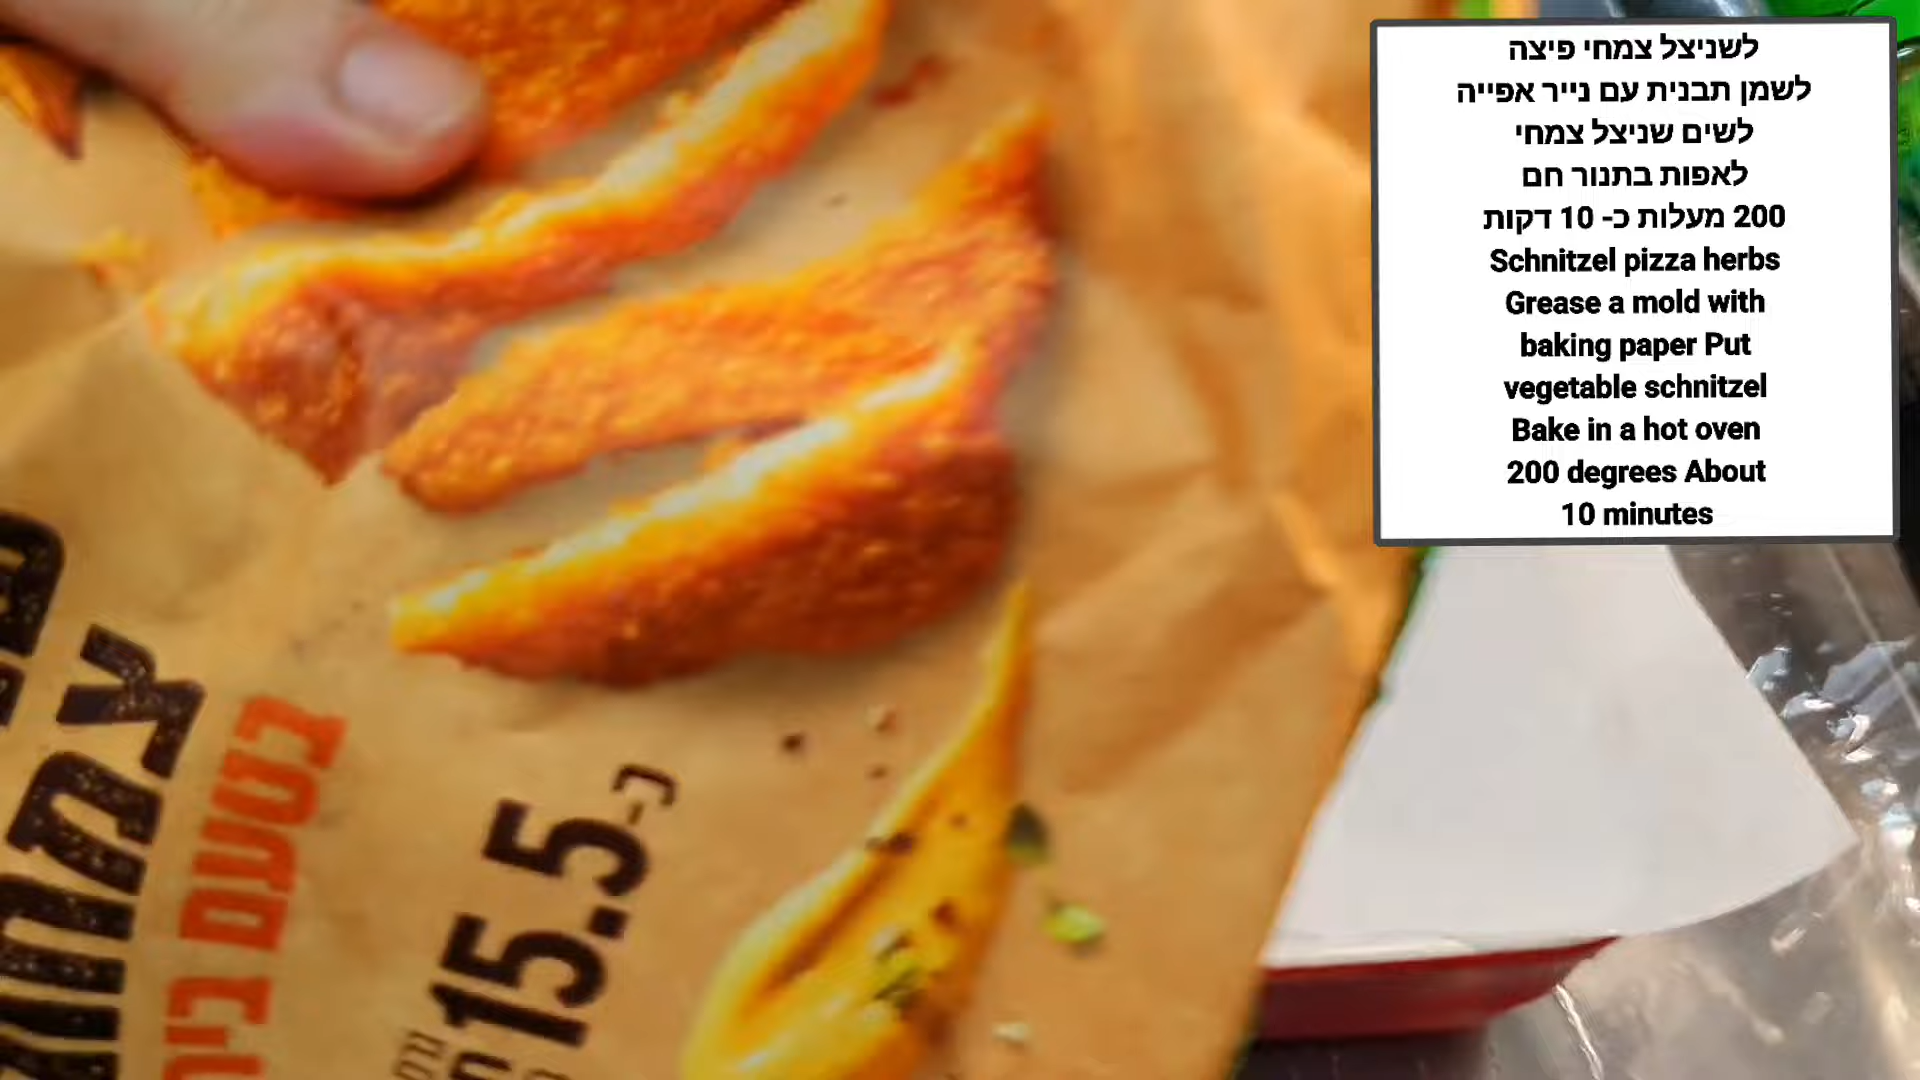 לשניצל צמחי פיצה
לשמן תבנית עם נייר אפייה
לשים שניצל צמחי
לאפות בתנור חם
200 מעלות כ- 10 דקות
Schnitzel pizza herbs
Grease a mold with
baking paper Put
vegetable schnitzel
Bake in a hot oven
200 degrees About
10 minutes
בטעם
כ-15.5